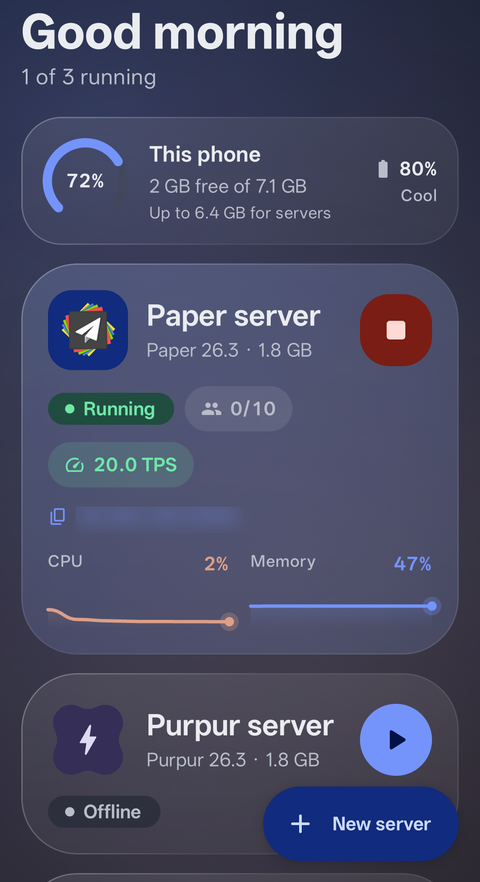 Good morning
1 of 3 running
72%
This phone
2 GB free of 7.1 GB
Up to 6.4 GB for servers
80%
Cool
Paper server
Paper 26.3 · 1.8 GB
Running
0/10
20.0 TPS
CPU
2%
Memory
47%
Purpur server
Purpur 26.3 · 1.8 GB
Offline
New server